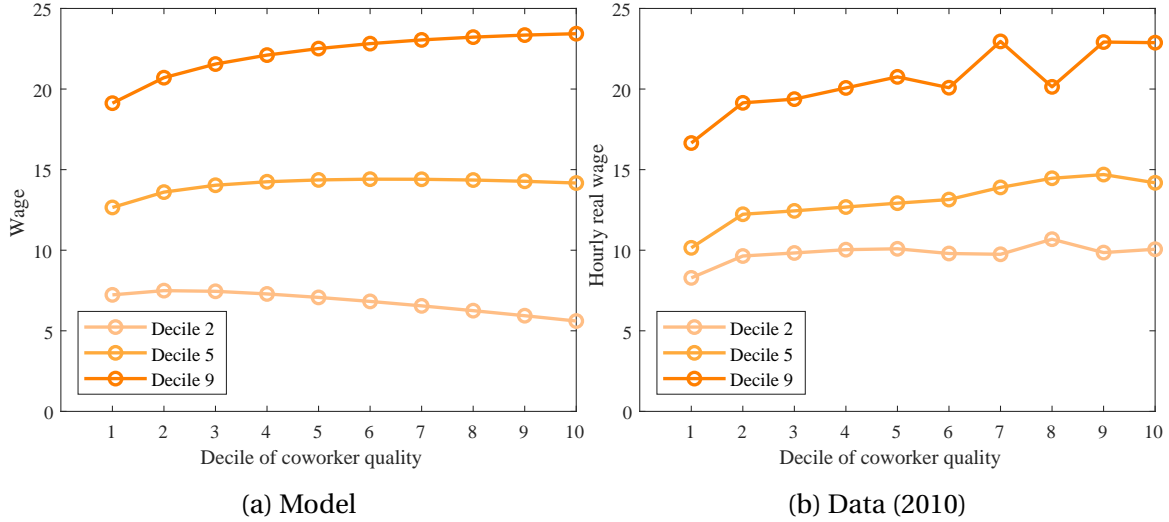 25
20
15
10
5
0
Wage
Decile 2
Decile 5
Decile 9
1 2 3 4 5 6 7 8 9 10
Decile of coworker quality
(a) Model
25
20
15
10
5
0
Hourly real wage
Decile 2
Decile 5
Decile 9
1 2 3 4 5 6 7 8 9 10
Decile of coworker quality
(b) Data (2010)